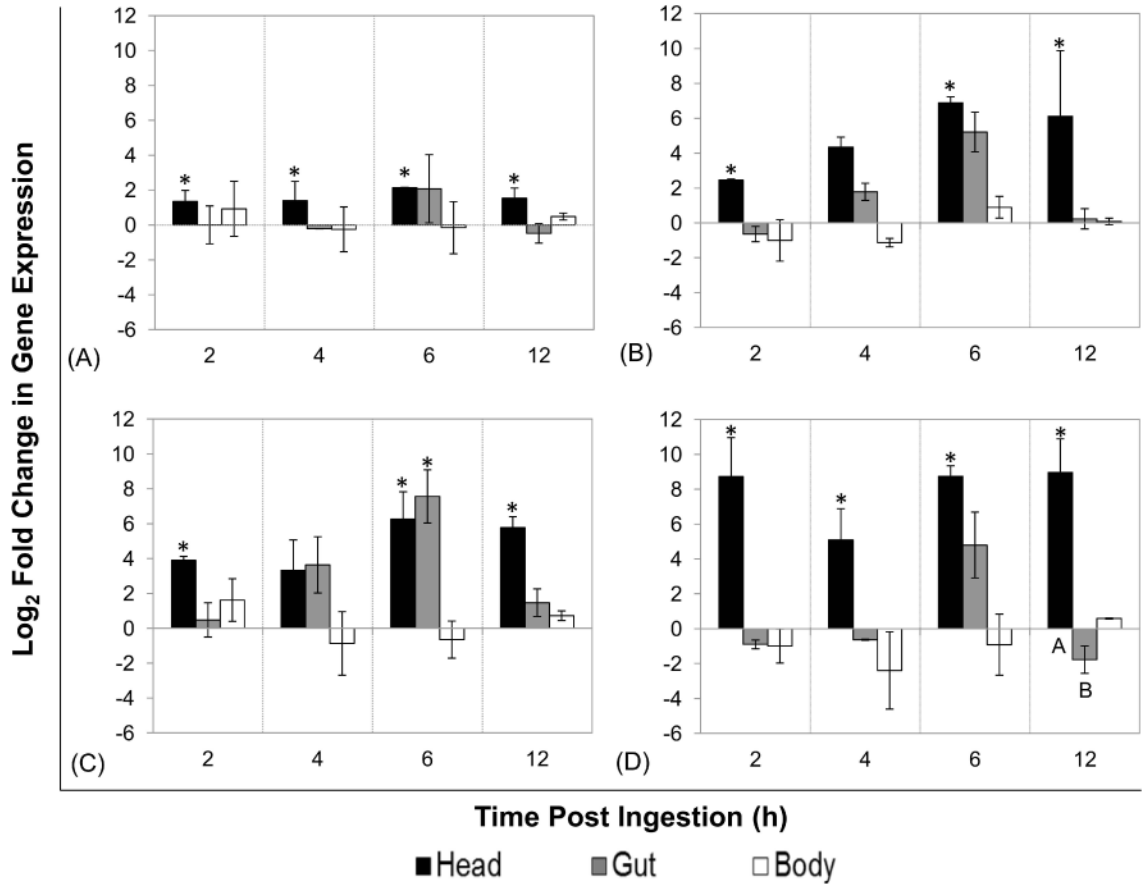 Log₂ Fold Change in Gene Expression
12
10
8
6
4
2
0
-2
-4
-6
* * * *
(A)
2 4 6 12
12
10
8
6
4
2
0
-2
-4
-6
* * *
(B)
2 4 6 12
12
10
8
6
4
2
0
-2
-4
-6
* * * *
(C)
2 4 6 12
12
10
8
6
4
2
0
-2
-4
-6
* * * *
A
B
(D)
2 4 6 12
Time Post Ingestion (h)
Head Gut Body